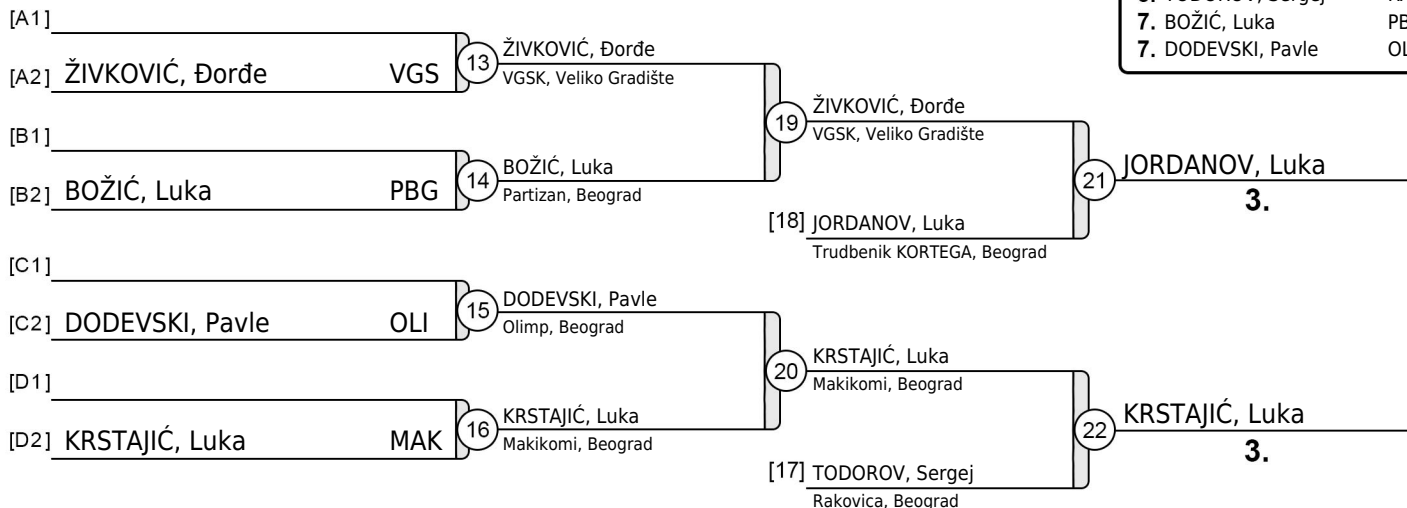 7. BOŽIĆ, Luka
7. DODEVSKI, Pavle
[A1]
[A2] ŽIVKOVIĆ, Đorđe VGS
[B1]
[B2] BOŽIĆ, Luka PBG
[C1]
[C2] DODEVSKI, Pavle OLI
[D1]
[D2] KRSTAJIĆ, Luka MAK
13 ŽIVKOVIĆ, Đorđe
VGSK, Veliko Gradište
14 BOŽIĆ, Luka
Partizan, Beograd
15 DODEVSKI, Pavle
Olimp, Beograd
16 KRSTAJIĆ, Luka
Makikomi, Beograd
19 ŽIVKOVIĆ, Đorđe
VGSK, Veliko Gradište
[18] JORDANOV, Luka
Trudbenik KORTEGA, Beograd
20 KRSTAJIĆ, Luka
Makikomi, Beograd
[17] TODOROV, Sergej
Rakovica, Beograd
21 JORDANOV, Luka
3.
22 KRSTAJIĆ, Luka
3.